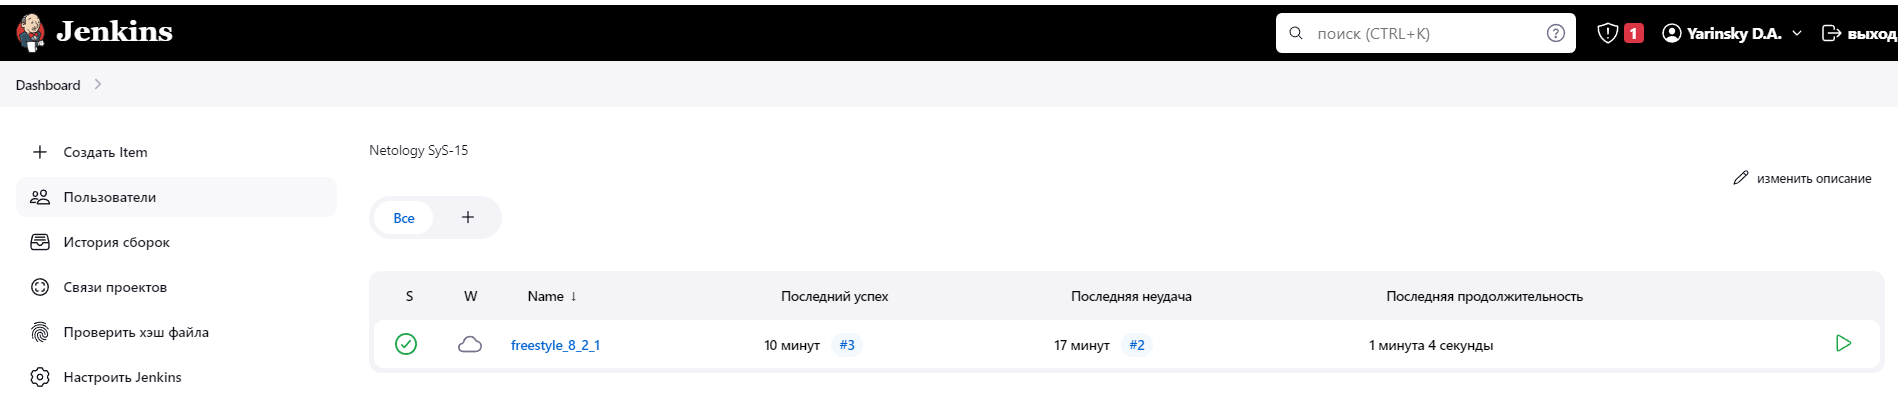 Jenkins
поиск (CTRL+K)
1
Yarinsky D.A.
выход
Dashboard
Создать Item
Пользователи
История сборок
Связи проектов
Проверить хэш файла
Настроить Jenkins
Netology SyS-15
изменить описание
Все
S W Name ↓ Последний успех Последняя неудача Последняя продолжительность
freestyle_8_2_1 10 минут #3 17 минут #2 1 минута 4 секунды